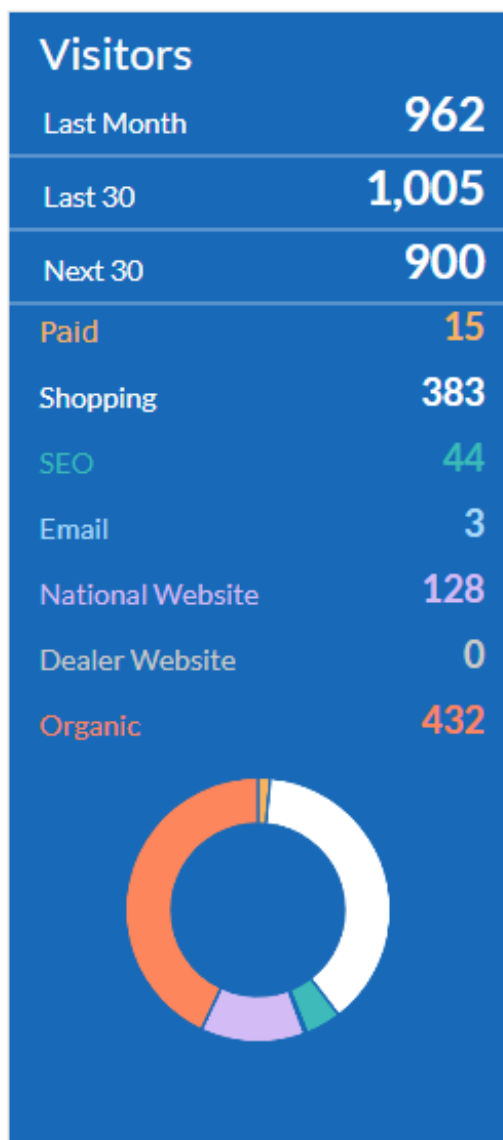 Visitors
Last Month 962
Last 30 1,005
Next 30 900
Paid 15
Shopping 383
SEO 44
Email 3
National Website 128
Dealer Website 0
Organic 432